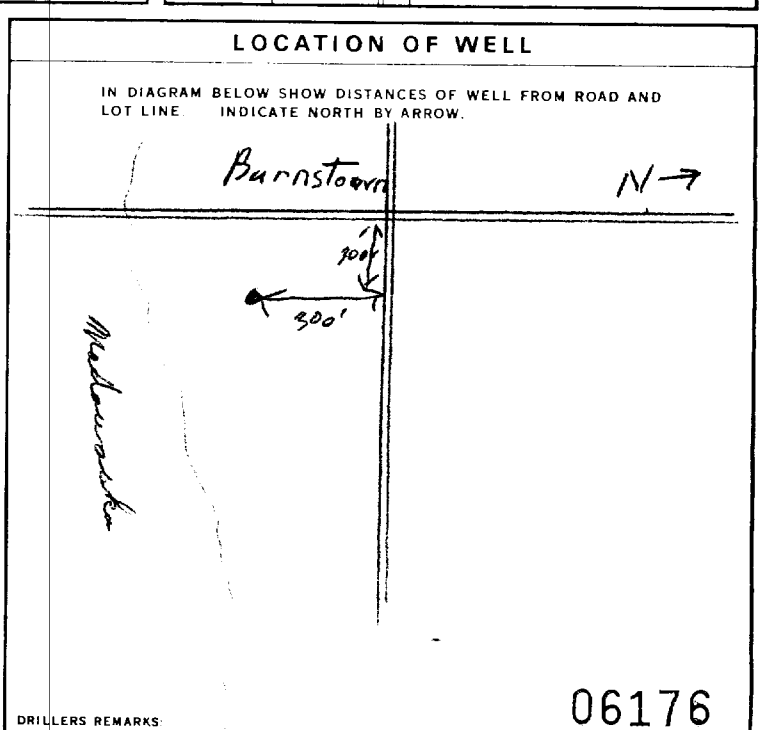 LOCATION OF WELL
IN DIAGRAM BELOW SHOW DISTANCES OF WELL FROM ROAD AND
LOT LINE. INDICATE NORTH BY ARROW.
Burnstown
N
300'
300'
Madawaska
06176
DRILLERS REMARKS: